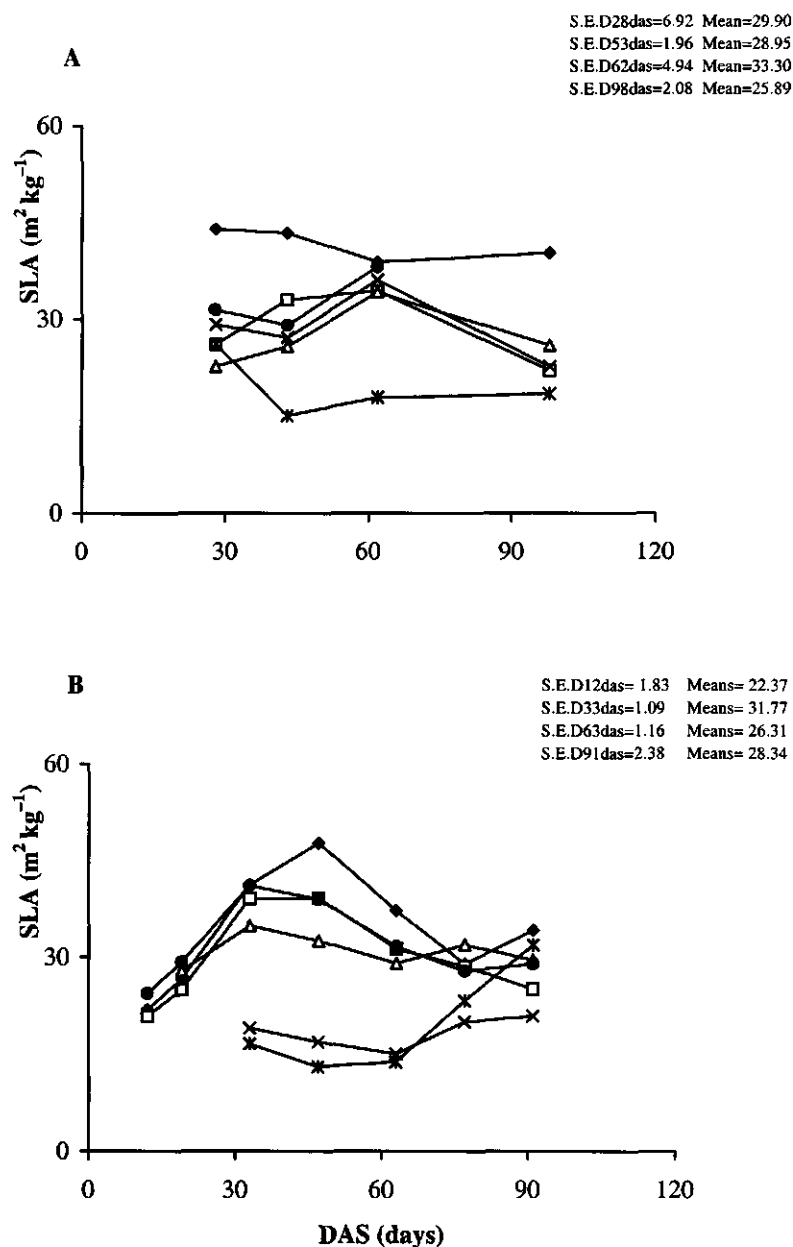 S.E.D28das=6.92 Mean=29.90
S.E.D53das=1.96 Mean=28.95
S.E.D62das=4.94 Mean=33.30
S.E.D98das=2.08 Mean=25.89
A
60
30
0
SLA (m² kg⁻¹)
0 30 60 90 120
B
S.E.D12das= 1.83 Means= 22.37
S.E.D33das=1.09 Means= 31.77
S.E.D63das=1.16 Means= 26.31
S.E.D91das=2.38 Means= 28.34
60
30
0
SLA (m² kg⁻¹)
0 30 60 90 120
DAS (days)